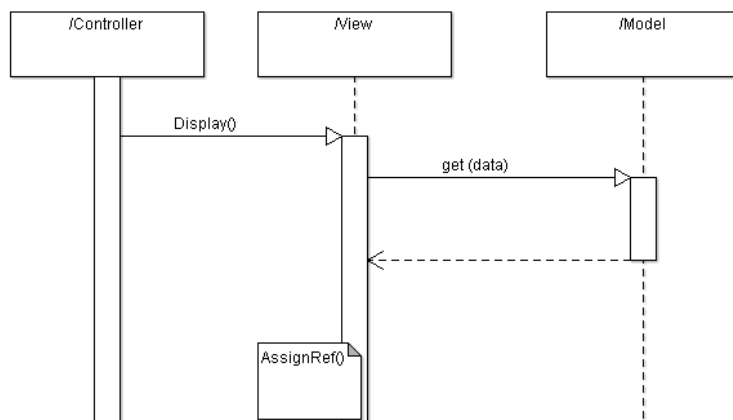 /Controller
/View
/Model
Display()
get (data)
AssignRef()